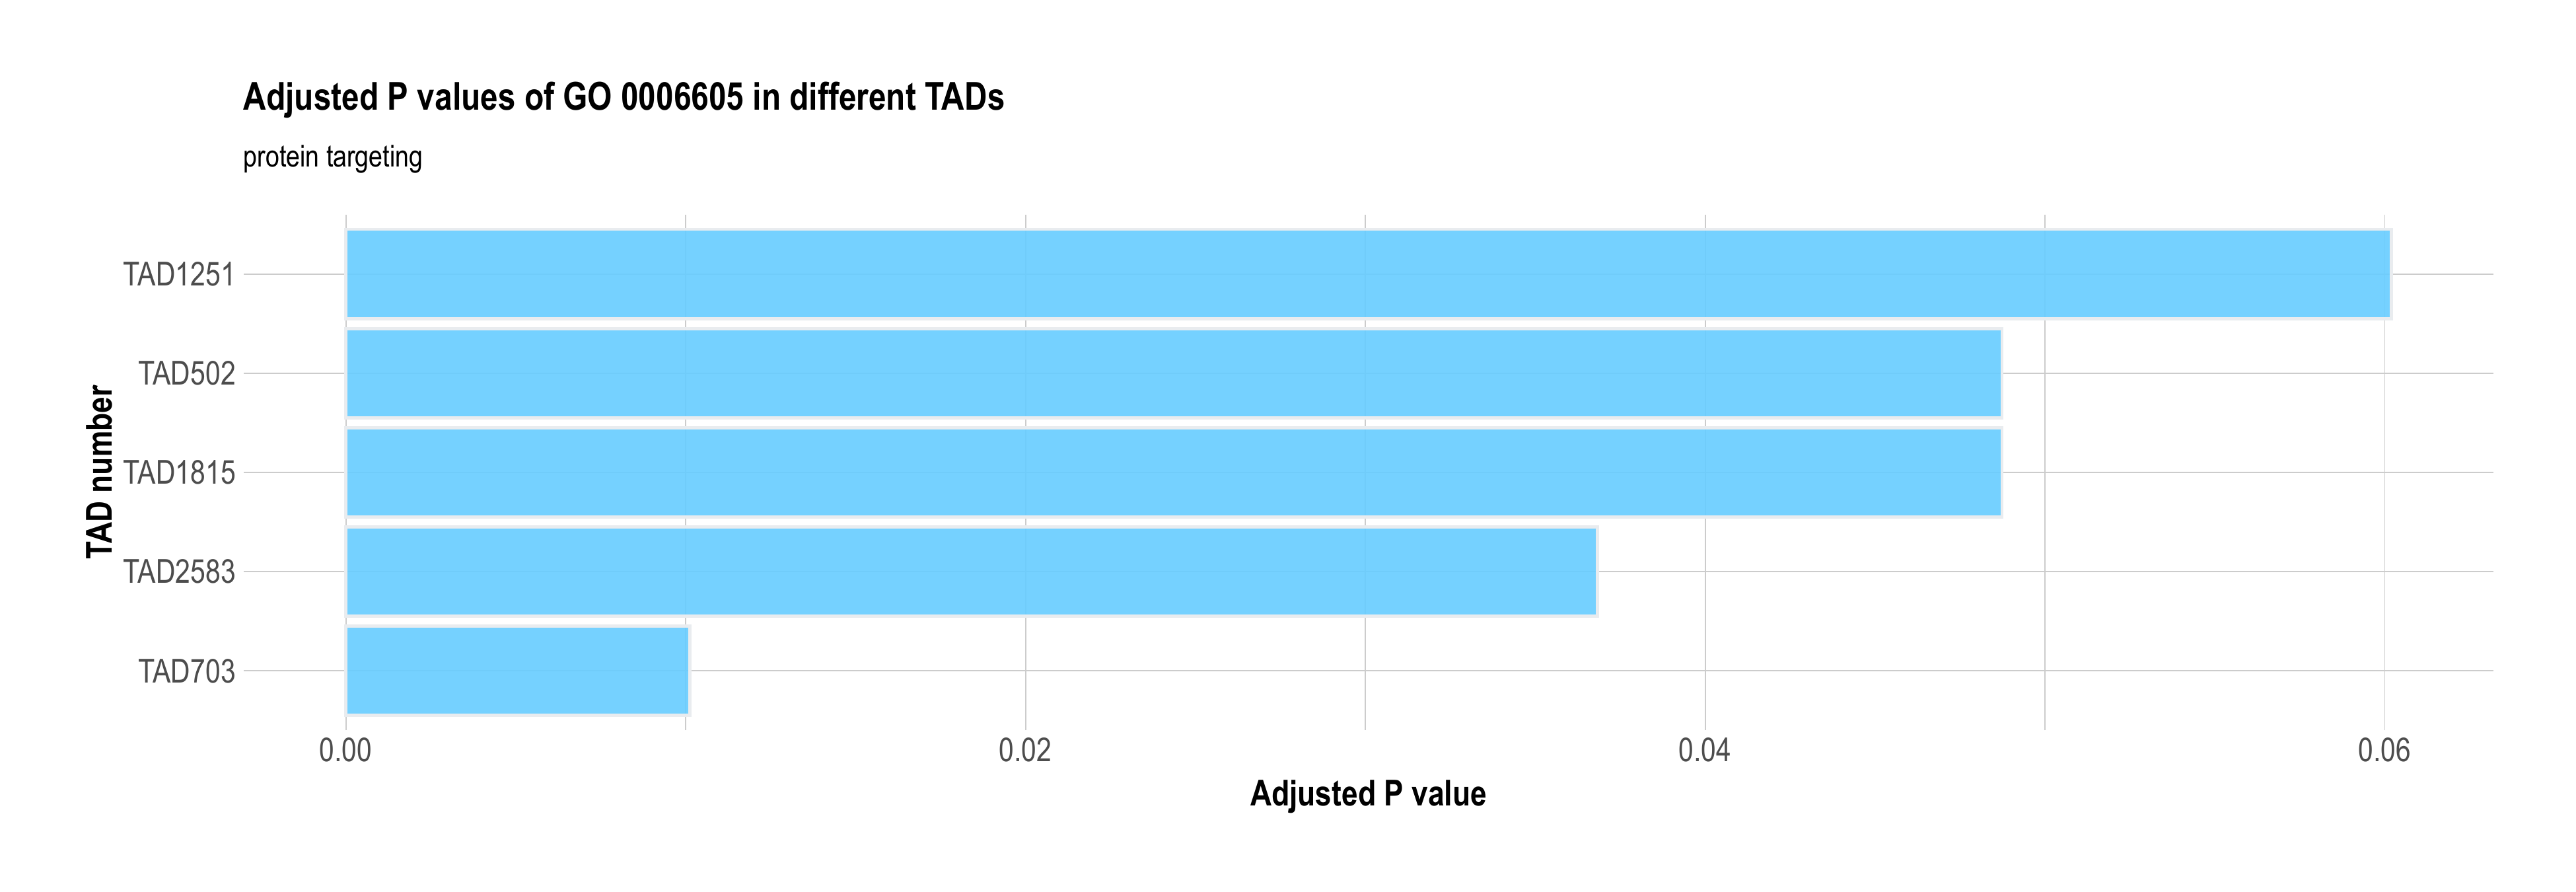 Adjusted P values of GO 0006605 in different TADs
protein targeting
TAD number
TAD1251
TAD502
TAD1815
TAD2583
TAD703
0.00
0.02
0.04
0.06
Adjusted P value